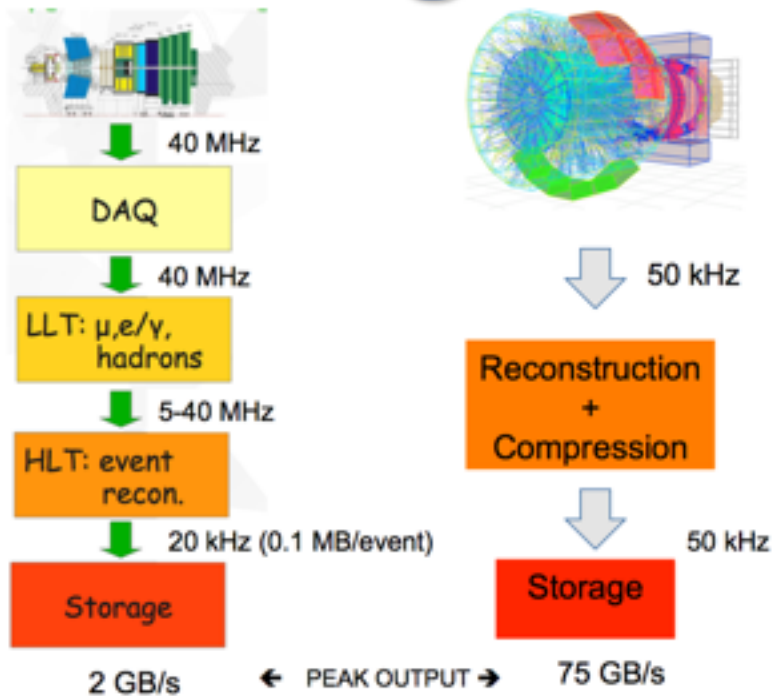 40 MHz
DAQ
40 MHz
LLT: μ,e/γ,
hadrons
5-40 MHz
HLT: event
recon.
20 kHz (0.1 MB/event)
Storage
2 GB/s
← PEAK OUTPUT →
50 kHz
Reconstruction
+
Compression
50 kHz
Storage
75 GB/s